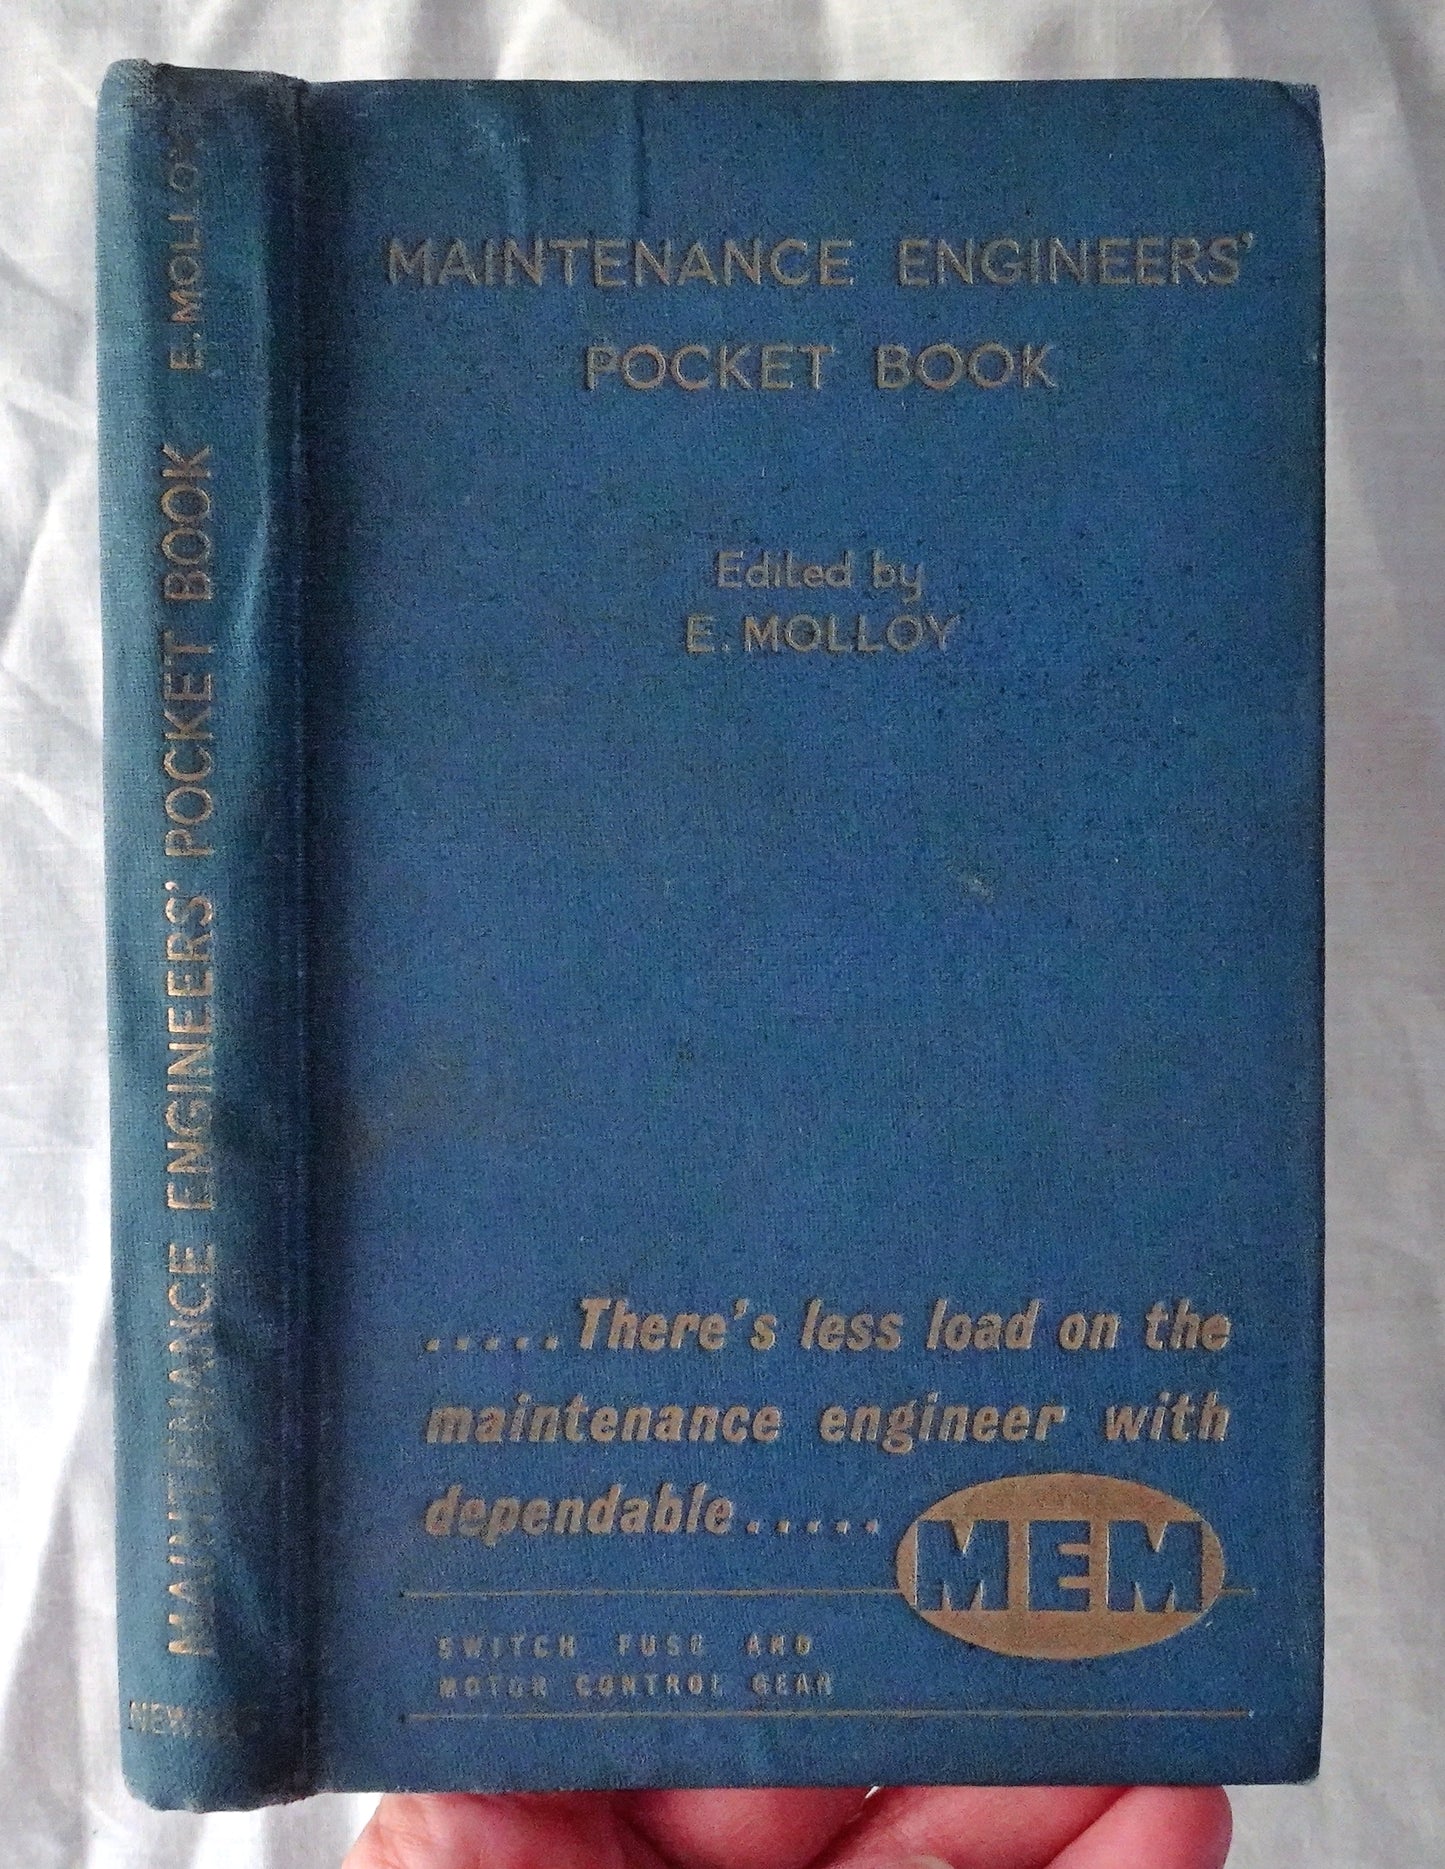 MAINTENANCE ENGINEERS' POCKET BOOK E. MOLLOY
MAINTENANCE ENGINEERS'
POCKET BOOK
Edited by
E. MOLLOY
.....There's less load on the
maintenance engineer with
dependable.....
MEM
SWITCH FUSE AND
MOTOR CONTROL GEAR